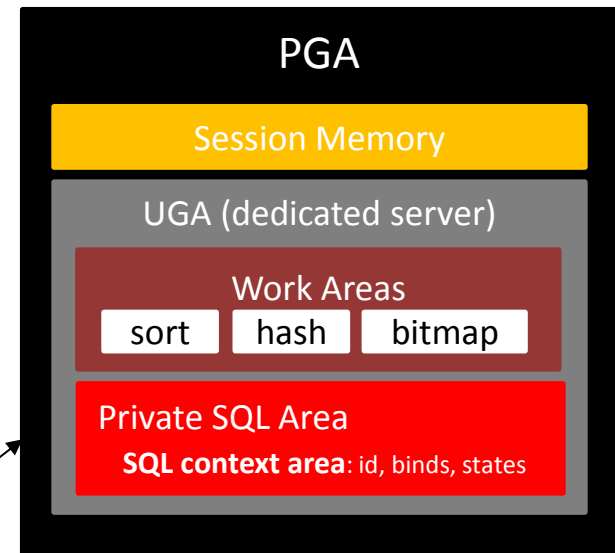 PGA
Session Memory
UGA (dedicated server)
Work Areas
sort hash bitmap
Private SQL Area
SQL context area: id, binds, states